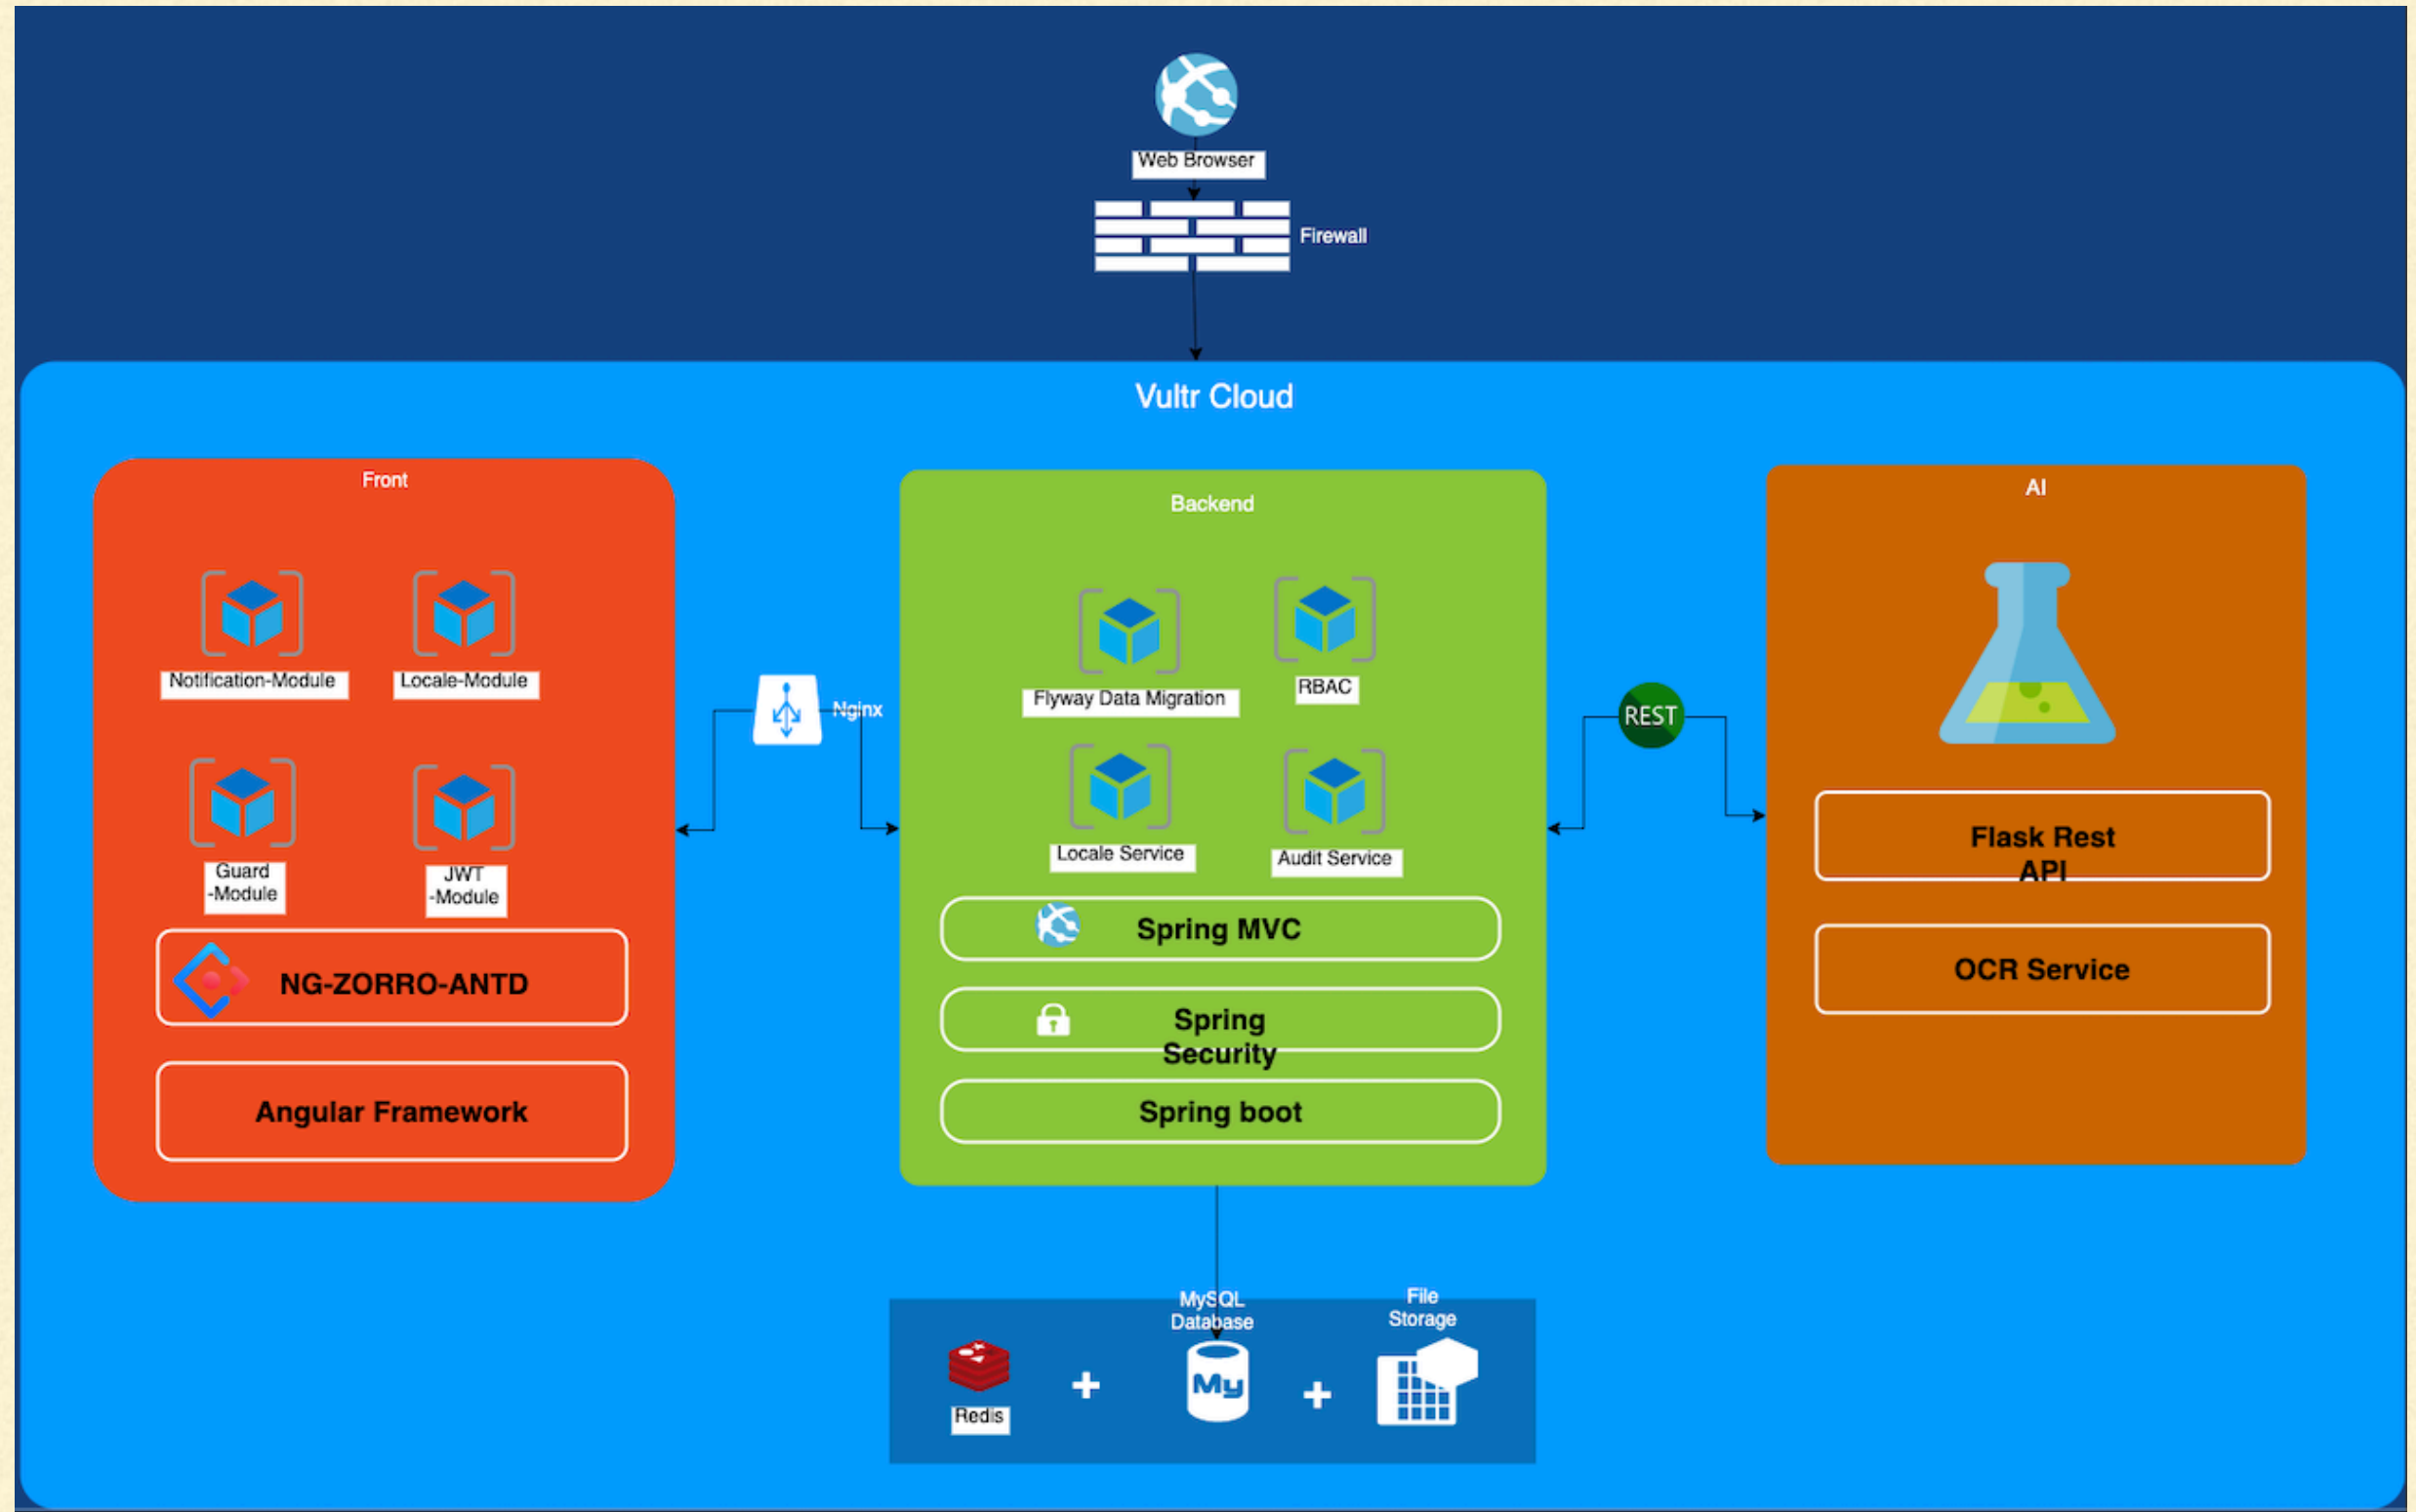 Web Browser
Firewall
Vultr Cloud
Front
Notification-Module
Locale-Module
Guard
-Module
JWT
-Module
NG-ZORRO-ANTD
Angular Framework
Nginx
Backend
Flyway Data Migration
RBAC
Locale Service
Audit Service
Spring MVC
Spring
Security
Spring boot
REST
AI
Flask Rest
API
OCR Service
Redis
MySQL
Database
My
File
Storage